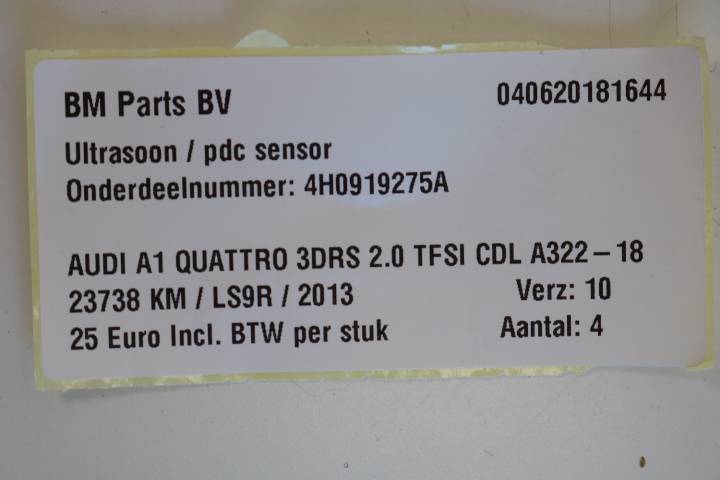 BM Parts BV 040620181644
Ultrasoon / pdc sensor
Onderdeelnummer: 4H0919275A
AUDI A1 QUATTRO 3DRS 2.0 TFSI CDL A322-18
23738 KM / LS9R / 2013 Verz: 10
25 Euro Incl. BTW per stuk Aantal: 4